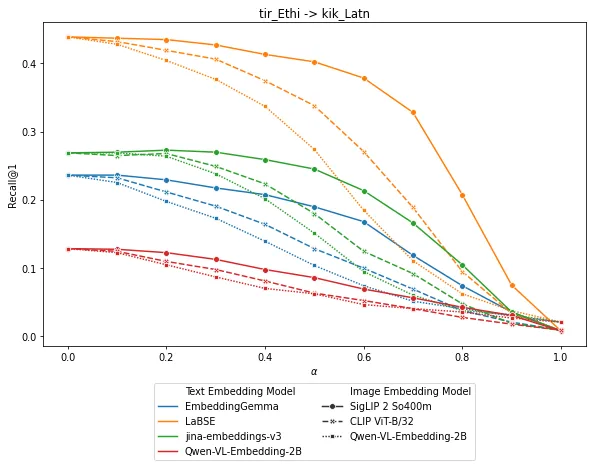 tir_Ethi -> kik_Latn
0.4
0.3
0.2
0.1
0.0
Recall@1
0.0 0.2 0.4 0.6 0.8 1.0
α
Text Embedding Model Image Embedding Model
EmbeddingGemma SigLIP 2 So400m
LaBSE CLIP ViT-B/32
jina-embeddings-v3 Qwen-VL-Embedding-2B
Qwen-VL-Embedding-2B